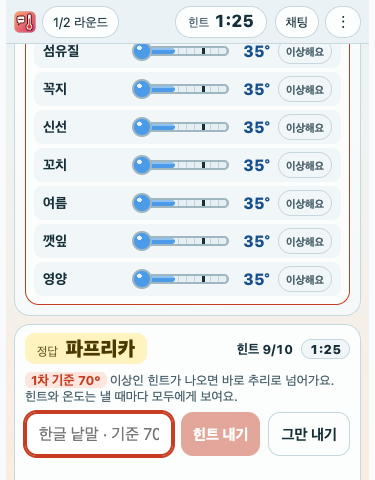 1/2 라운드 힌트 1:25 채팅 ⋮
섬유질 35° 이상해요
꼭지 35° 이상해요
신선 35° 이상해요
꼬치 35° 이상해요
여름 35° 이상해요
깻잎 35° 이상해요
영양 35° 이상해요
정답 파프리카 힌트 9/10 1:25
1차 기준 70° 이상인 힌트가 나오면 바로 추리로 넘어가요.
힌트와 온도는 낼 때마다 모두에게 보여요.
한글 낱말 · 기준 70 힌트 내기 그만 내기